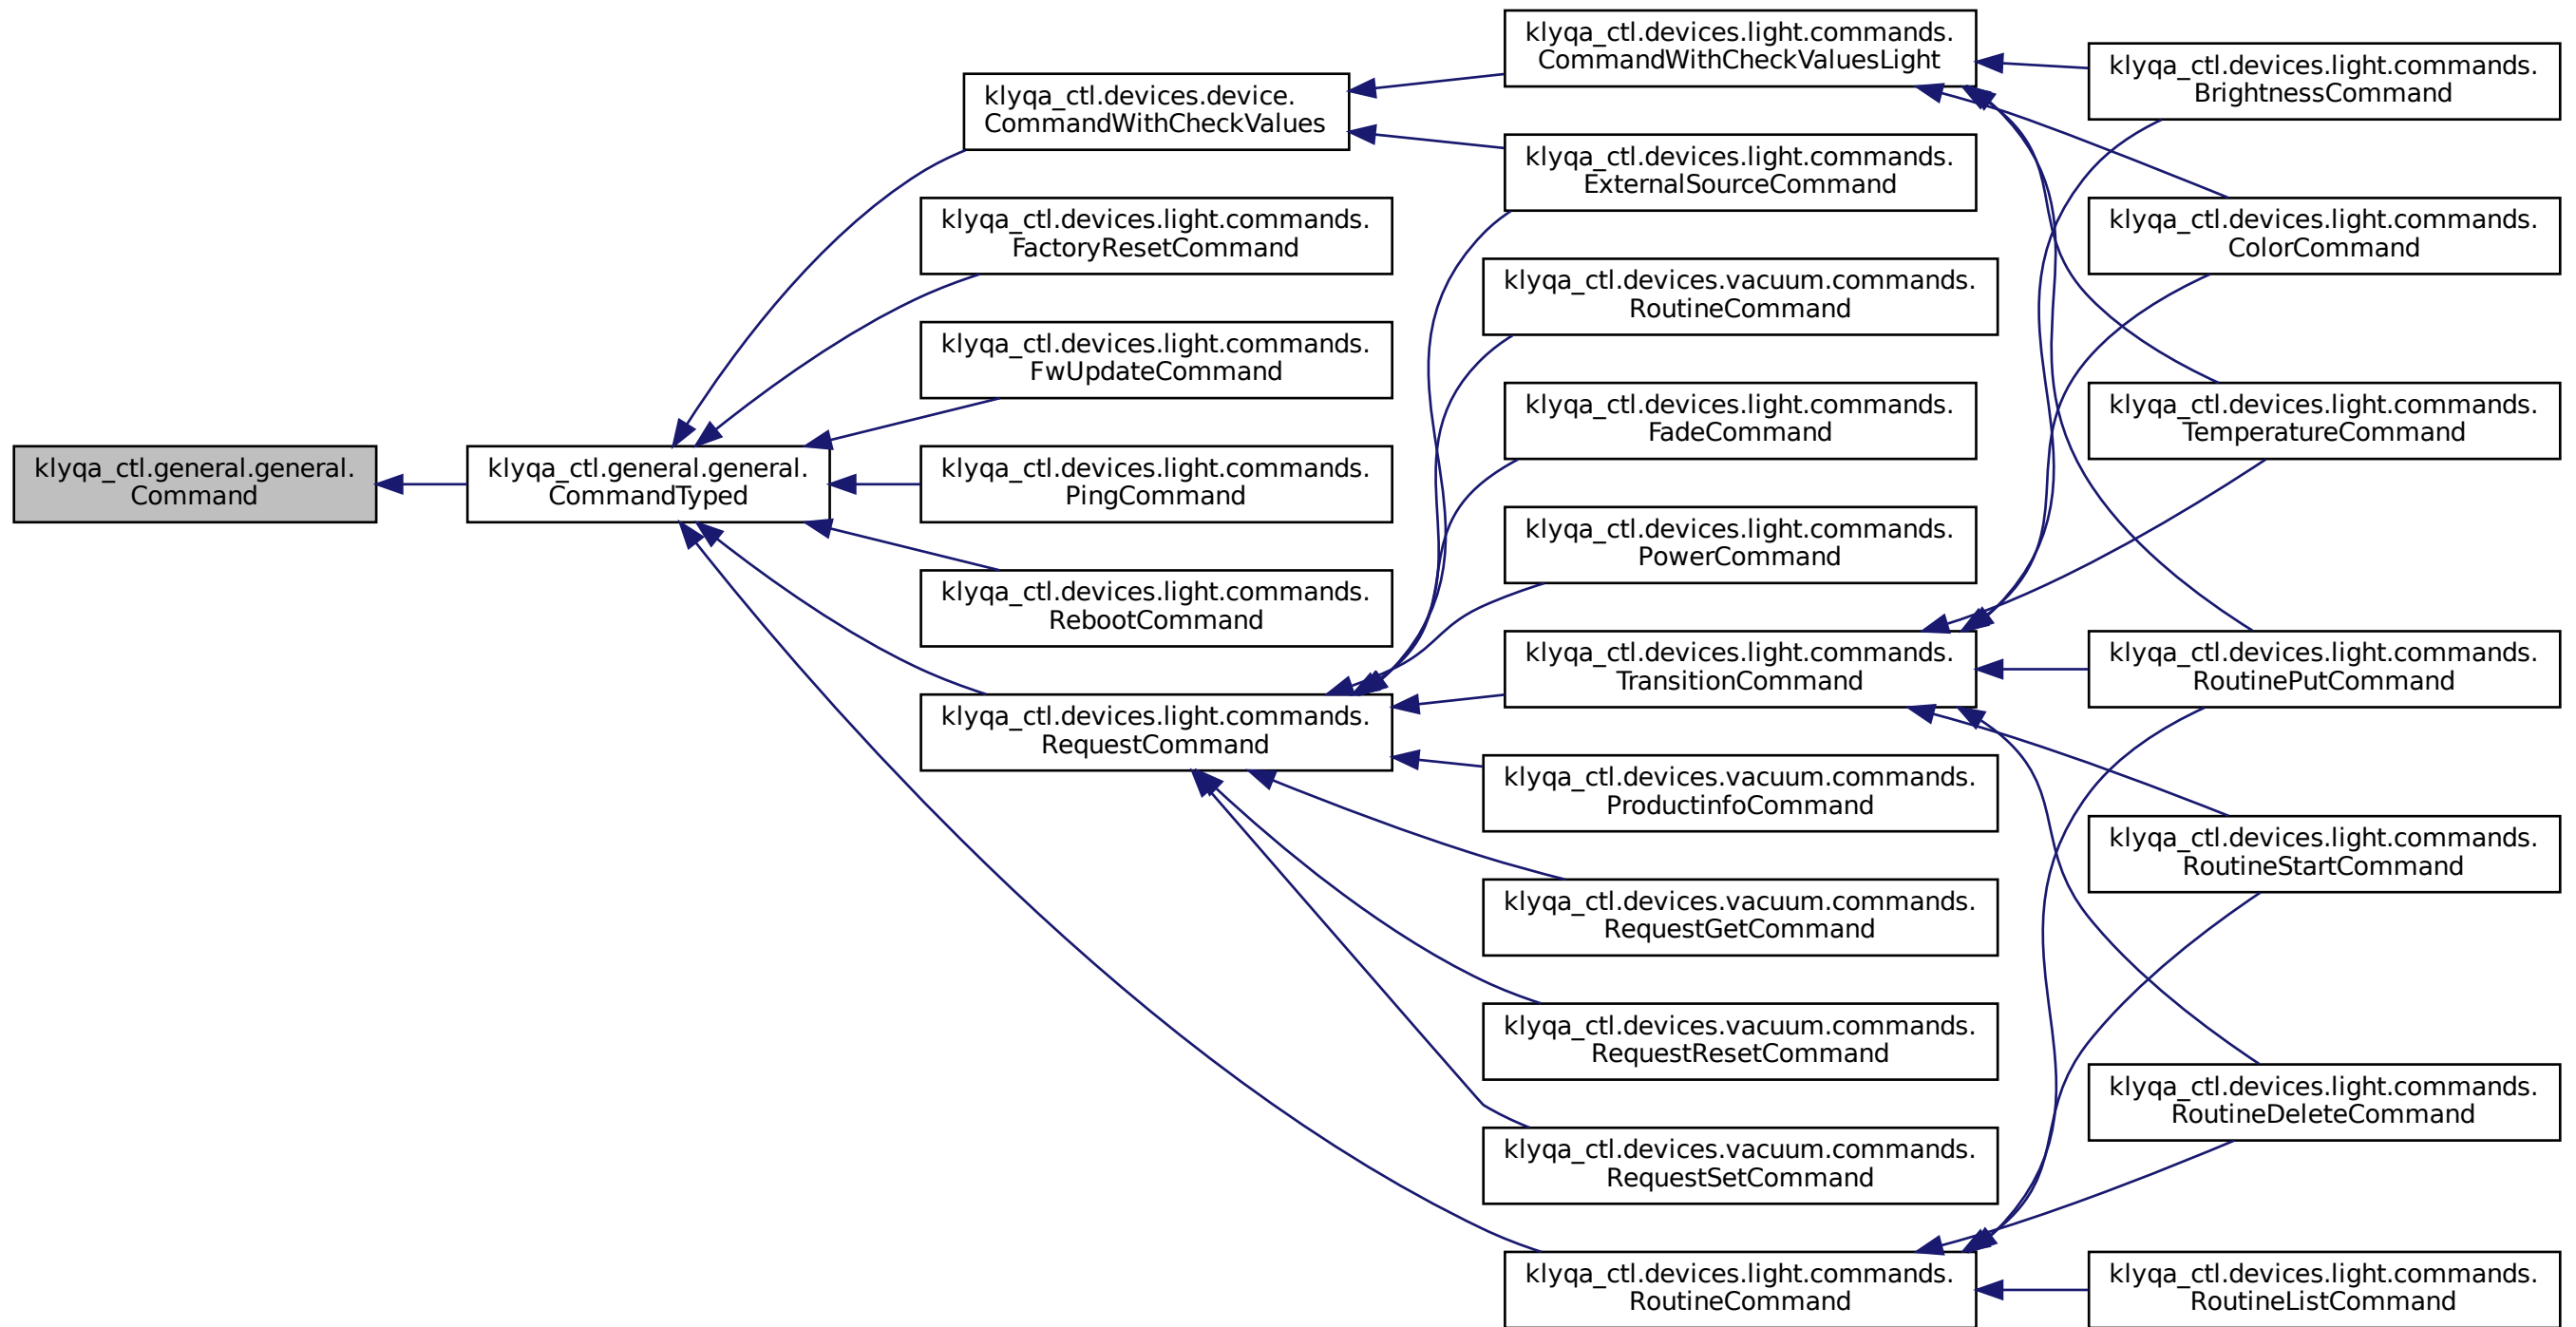 klyqa_ctl.general.general.
Command
klyqa_ctl.general.general.
CommandTyped
klyqa_ctl.devices.device.
CommandWithCheckValues
klyqa_ctl.devices.light.commands.
FactoryResetCommand
klyqa_ctl.devices.light.commands.
FwUpdateCommand
klyqa_ctl.devices.light.commands.
PingCommand
klyqa_ctl.devices.light.commands.
RebootCommand
klyqa_ctl.devices.light.commands.
RequestCommand
klyqa_ctl.devices.light.commands.
CommandWithCheckValuesLight
klyqa_ctl.devices.light.commands.
ExternalSourceCommand
klyqa_ctl.devices.vacuum.commands.
RoutineCommand
klyqa_ctl.devices.light.commands.
FadeCommand
klyqa_ctl.devices.light.commands.
PowerCommand
klyqa_ctl.devices.light.commands.
TransitionCommand
klyqa_ctl.devices.vacuum.commands.
ProductinfoCommand
klyqa_ctl.devices.vacuum.commands.
RequestGetCommand
klyqa_ctl.devices.vacuum.commands.
RequestResetCommand
klyqa_ctl.devices.vacuum.commands.
RequestSetCommand
klyqa_ctl.devices.light.commands.
RoutineCommand
klyqa_ctl.devices.light.commands.
BrightnessCommand
klyqa_ctl.devices.light.commands.
ColorCommand
klyqa_ctl.devices.light.commands.
TemperatureCommand
klyqa_ctl.devices.light.commands.
RoutinePutCommand
klyqa_ctl.devices.light.commands.
RoutineStartCommand
klyqa_ctl.devices.light.commands.
RoutineDeleteCommand
klyqa_ctl.devices.light.commands.
RoutineListCommand